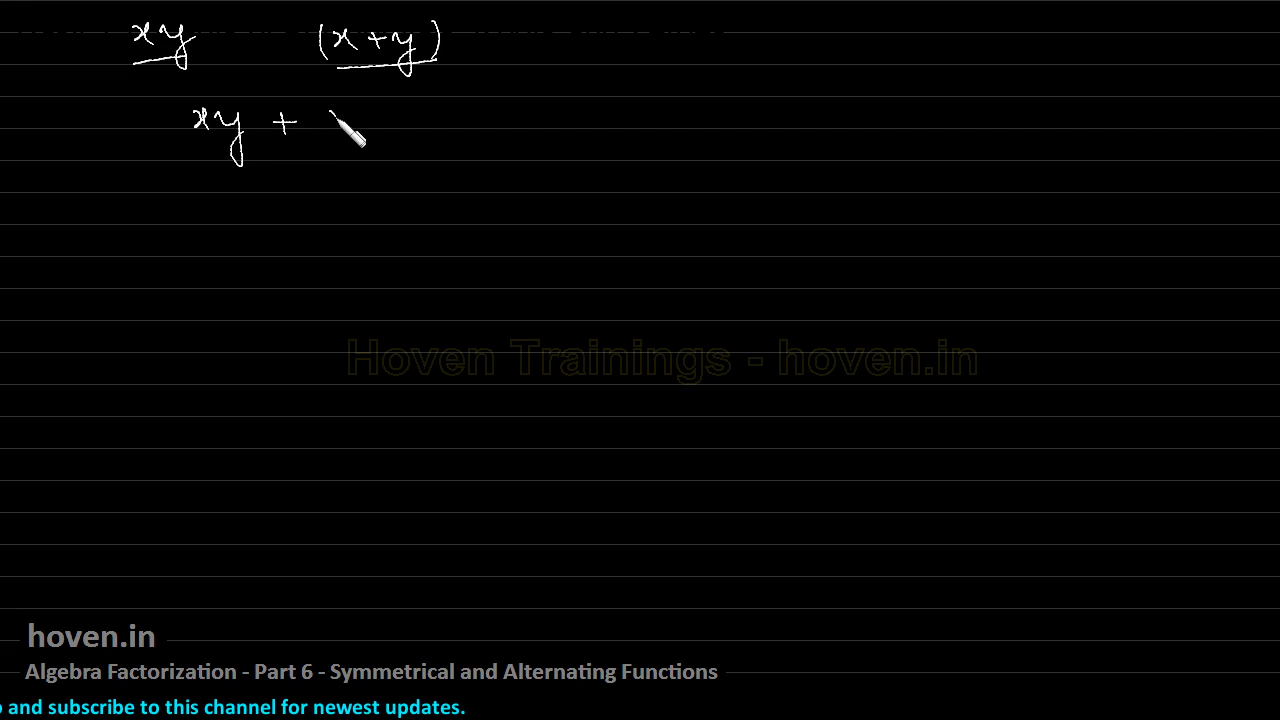 xy (x + y)
xy +
Hoven Trainings - hoven.in
hoven.in
Algebra Factorization - Part 6 - Symmetrical and Alternating Functions
and subscribe to this channel for newest updates.